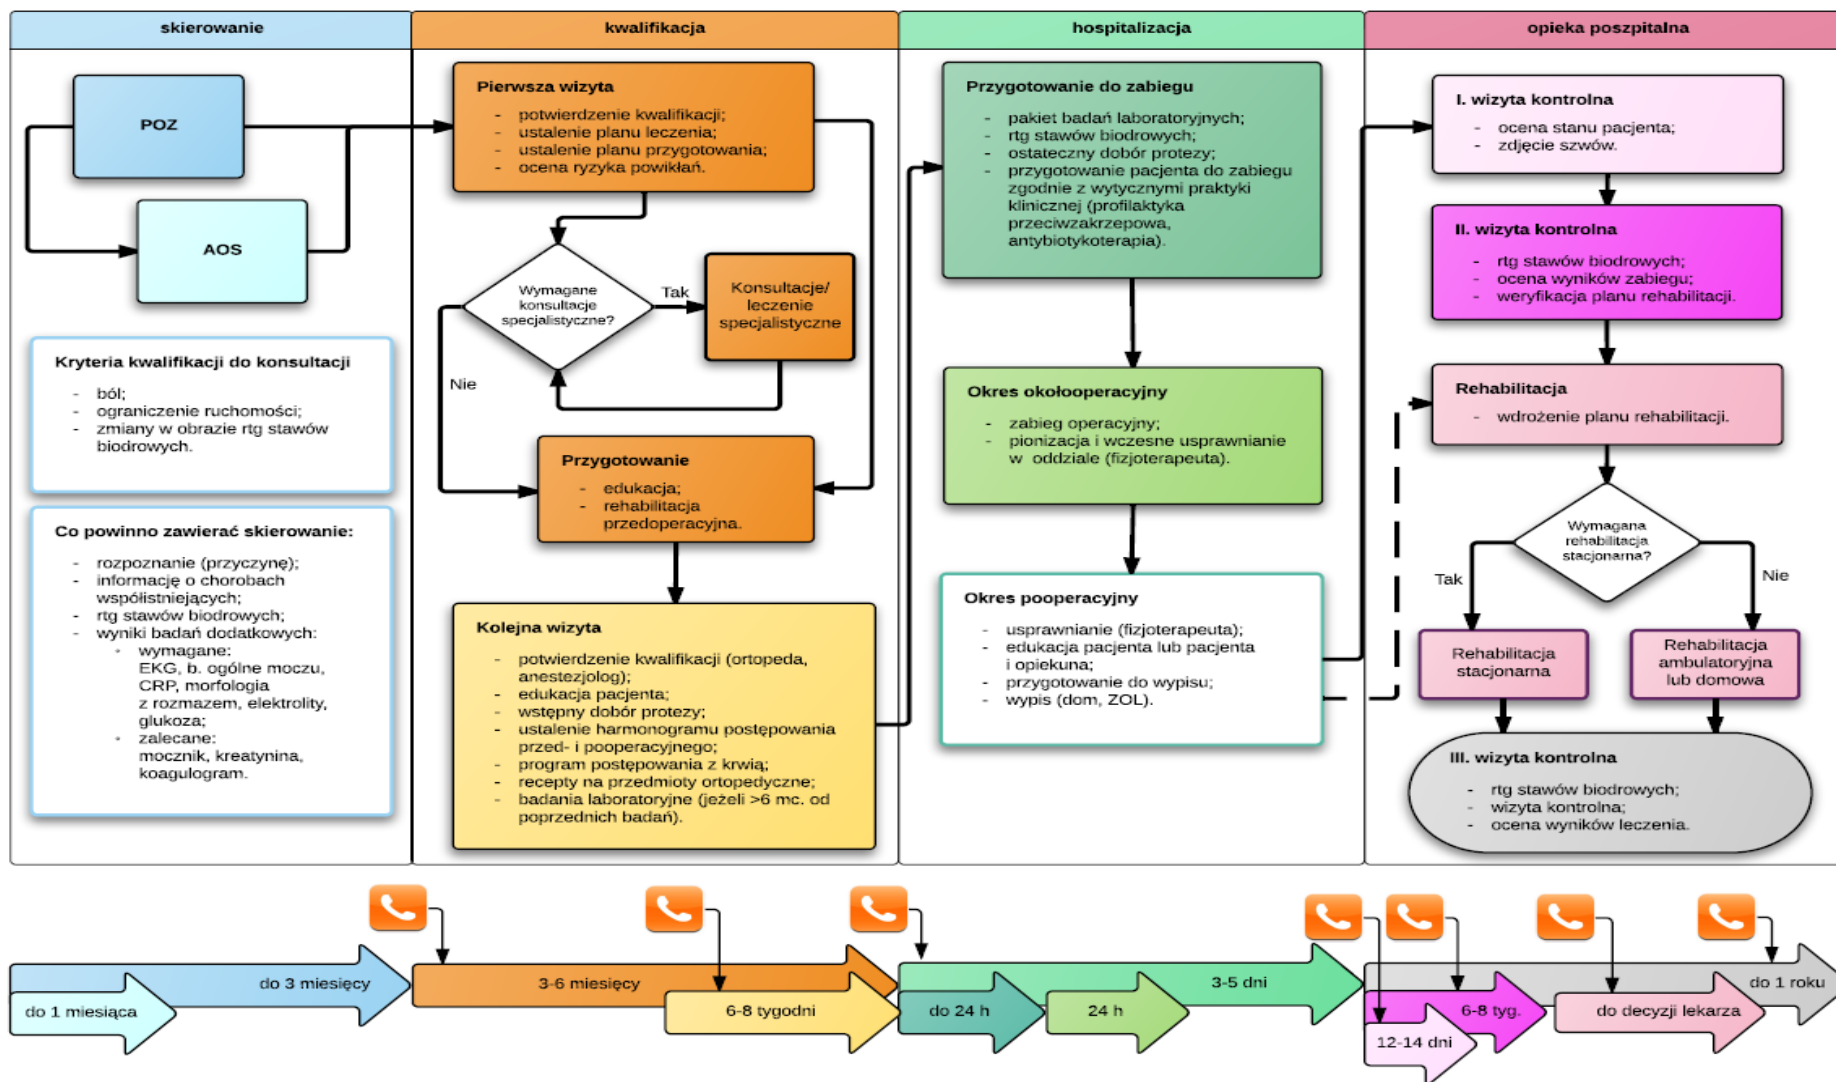 skierowanie
kwalifikacja
hospitalizacja
opieka poszpitalna
POZ
AOS
Kryteria kwalifikacji do konsultacji
- ból;
- ograniczenie ruchomości;
- zmiany w obrazie rtg stawów
biodrowych.
Co powinno zawierać skierowanie:
- rozpoznanie (przyczynę);
- informację o chorobach
współistniejących;
- rtg stawów biodrowych;
- wyniki badań dodatkowych:
◦ wymagane:
EKG, b. ogólne moczu,
CRP, morfologia
z rozmazem, elektrolity,
glukoza;
◦ zalecane:
mocznik, kreatynina,
koagulogram.
Pierwsza wizyta
- potwierdzenie kwalifikacji;
- ustalenie planu leczenia;
- ustalenie planu przygotowania;
- ocena ryzyka powikłań.
Wymagane
konsultacje
specjalistyczne?
Tak
Konsultacje/
leczenie
specjalistyczne
Nie
Przygotowanie
- edukacja;
- rehabilitacja
przedoperacyjna.
Kolejna wizyta
- potwierdzenie kwalifikacji (ortopeda,
anestezjolog);
- edukacja pacjenta;
- wstępny dobór protezy;
- ustalenie harmonogramu postępowania
przed- i pooperacyjnego;
- program postępowania z krwią;
- recepty na przedmioty ortopedyczne;
- badania laboratoryjne (jeżeli >6 mc. od
poprzednich badań).
Przygotowanie do zabiegu
- pakiet badań laboratoryjnych;
- rtg stawów biodrowych;
- ostateczny dobór protezy;
- przygotowanie pacjenta do zabiegu
zgodnie z wytycznymi praktyki
klinicznej (profilaktyka
przeciwzakrzepowa,
antybiotykoterapia).
Okres okołooperacyjny
- zabieg operacyjny;
- pionizacja i wczesne usprawnianie
w oddziale (fizjoterapeuta).
Okres pooperacyjny
- usprawnianie (fizjoterapeuta);
- edukacja pacjenta lub pacjenta
i opiekuna;
- przygotowanie do wypisu;
- wypis (dom, ZOL).
I. wizyta kontrolna
- ocena stanu pacjenta;
- zdjęcie szwów.
II. wizyta kontrolna
- rtg stawów biodrowych;
- ocena wyników zabiegu;
- weryfikacja planu rehabilitacji.
Rehabilitacja
- wdrożenie planu rehabilitacji.
Wymagana
rehabilitacja
stacjonarna?
Tak
Nie
Rehabilitacja
stacjonarna
Rehabilitacja
ambulatoryjna
lub domowa
III. wizyta kontrolna
- rtg stawów biodrowych;
- wizyta kontrolna;
- ocena wyników leczenia.
do 3 miesięcy
do 1 miesiąca
3-6 miesięcy
6-8 tygodni
3-5 dni
do 24 h
24 h
do 1 roku
6-8 tyg.
do decyzji lekarza
12-14 dni